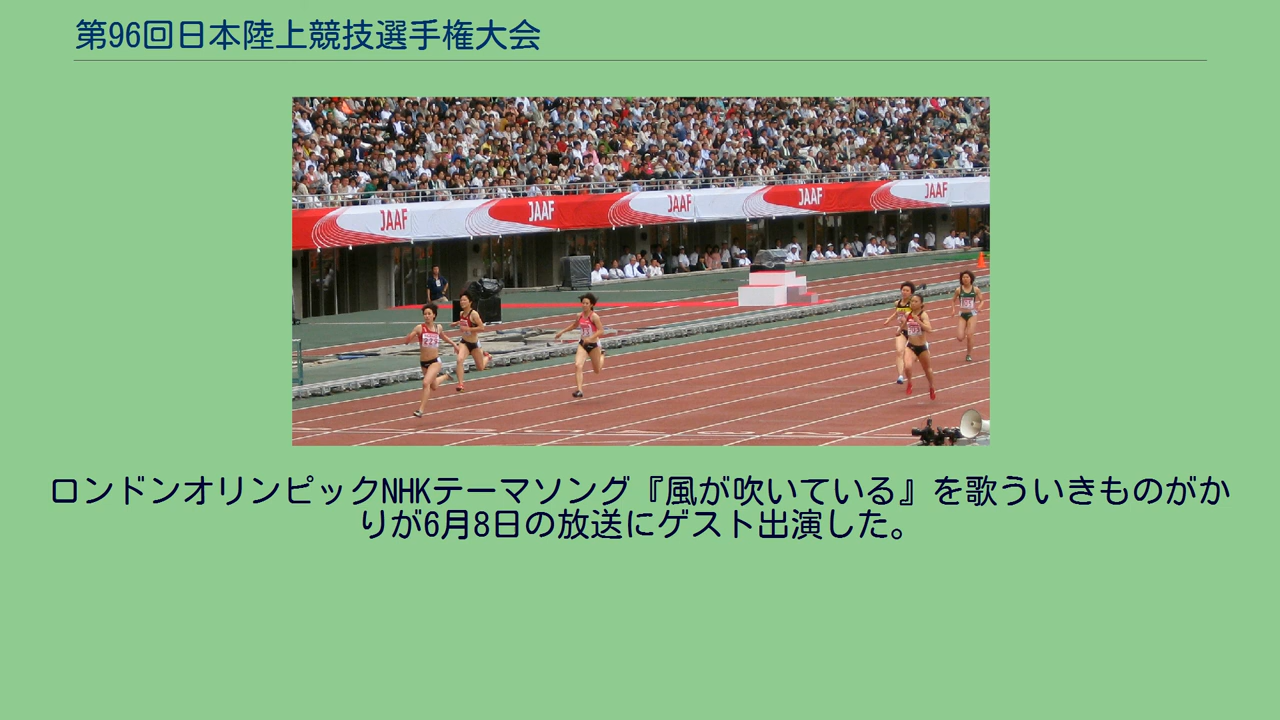 第96回日本陸上競技選手権大会
JAAF JAAF JAAF JAAF JAAF
ロンドンオリンピックNHKテーマソング『風が吹いている』を歌ういきものがか
りが6月8日の放送にゲスト出演した。